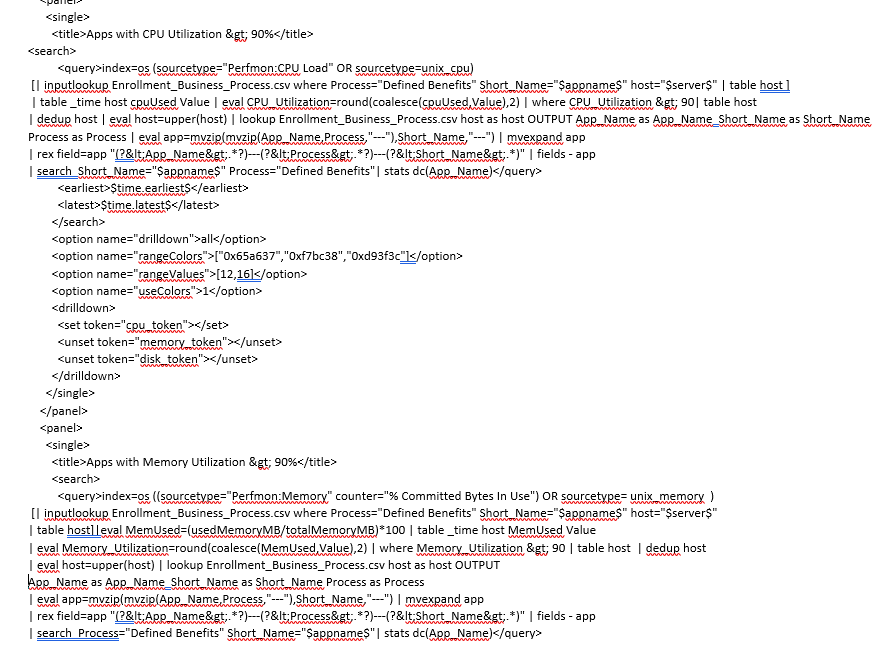 <panel>
<single>
<title>Apps with CPU Utilization &gt; 90%</title>
<search>
<query>index=os (sourcetype="Perfmon:CPU Load" OR sourcetype=unix_cpu)
[| inputlookup Enrollment_Business_Process.csv where Process="Defined Benefits" Short_Name="$appname$" host="$server$" | table host ]
| table _time host cpuUsed Value | eval CPU_Utilization=round(coalesce(cpuUsed,Value),2) | where CPU_Utilization &gt; 90| table host
| dedup host | eval host=upper(host) | lookup Enrollment_Business_Process.csv host as host OUTPUT App_Name as App_Name_Short_Name as Short_Name
Process as Process | eval app=mvzip(mvzip(App_Name,Process,"---"),Short_Name,"---") | mvexpand app
| rex field=app "(?&lt;App_Name&gt;.*?)---(?&lt;Process&gt;.*?)---(?&lt;Short_Name&gt;.*)" | fields - app
| search Short_Name="$appname$" Process="Defined Benefits"| stats dc(App_Name)</query>
<earliest>$time.earliest$</earliest>
<latest>$time.latest$</latest>
</search>
<option name="drilldown">all</option>
<option name="rangeColors">["0x65a637","0xf7bc38","0xd93f3c"]</option>
<option name="rangeValues">[12,16]</option>
<option name="useColors">1</option>
<drilldown>
<set token="cpu_token"></set>
<unset token="memory_token"></unset>
<unset token="disk_token"></unset>
</drilldown>
</single>
</panel>
<panel>
<single>
<title>Apps with Memory Utilization &gt; 90%</title>
<search>
<query>index=os ((sourcetype="Perfmon:Memory" counter="% Committed Bytes In Use") OR sourcetype= unix_memory )
[| inputlookup Enrollment_Business_Process.csv where Process="Defined Benefits" Short_Name="$appname$" host="$server$"
| table host]|eval MemUsed=(usedMemoryMB/totalMemoryMB)*100 | table _time host MemUsed Value
| eval Memory_Utilization=round(coalesce(MemUsed,Value),2) | where Memory_Utilization &gt; 90 | table host | dedup host
| eval host=upper(host) | lookup Enrollment_Business_Process.csv host as host OUTPUT
App_Name as App_Name_Short_Name as Short_Name Process as Process
| eval app=mvzip(mvzip(App_Name,Process,"---"),Short_Name,"---") | mvexpand app
| rex field=app "(?&lt;App_Name&gt;.*?)---(?&lt;Process&gt;.*?)---(?&lt;Short_Name&gt;.*)" | fields - app
| search Process="Defined Benefits" Short_Name="$appname$"| stats dc(App_Name)</query>